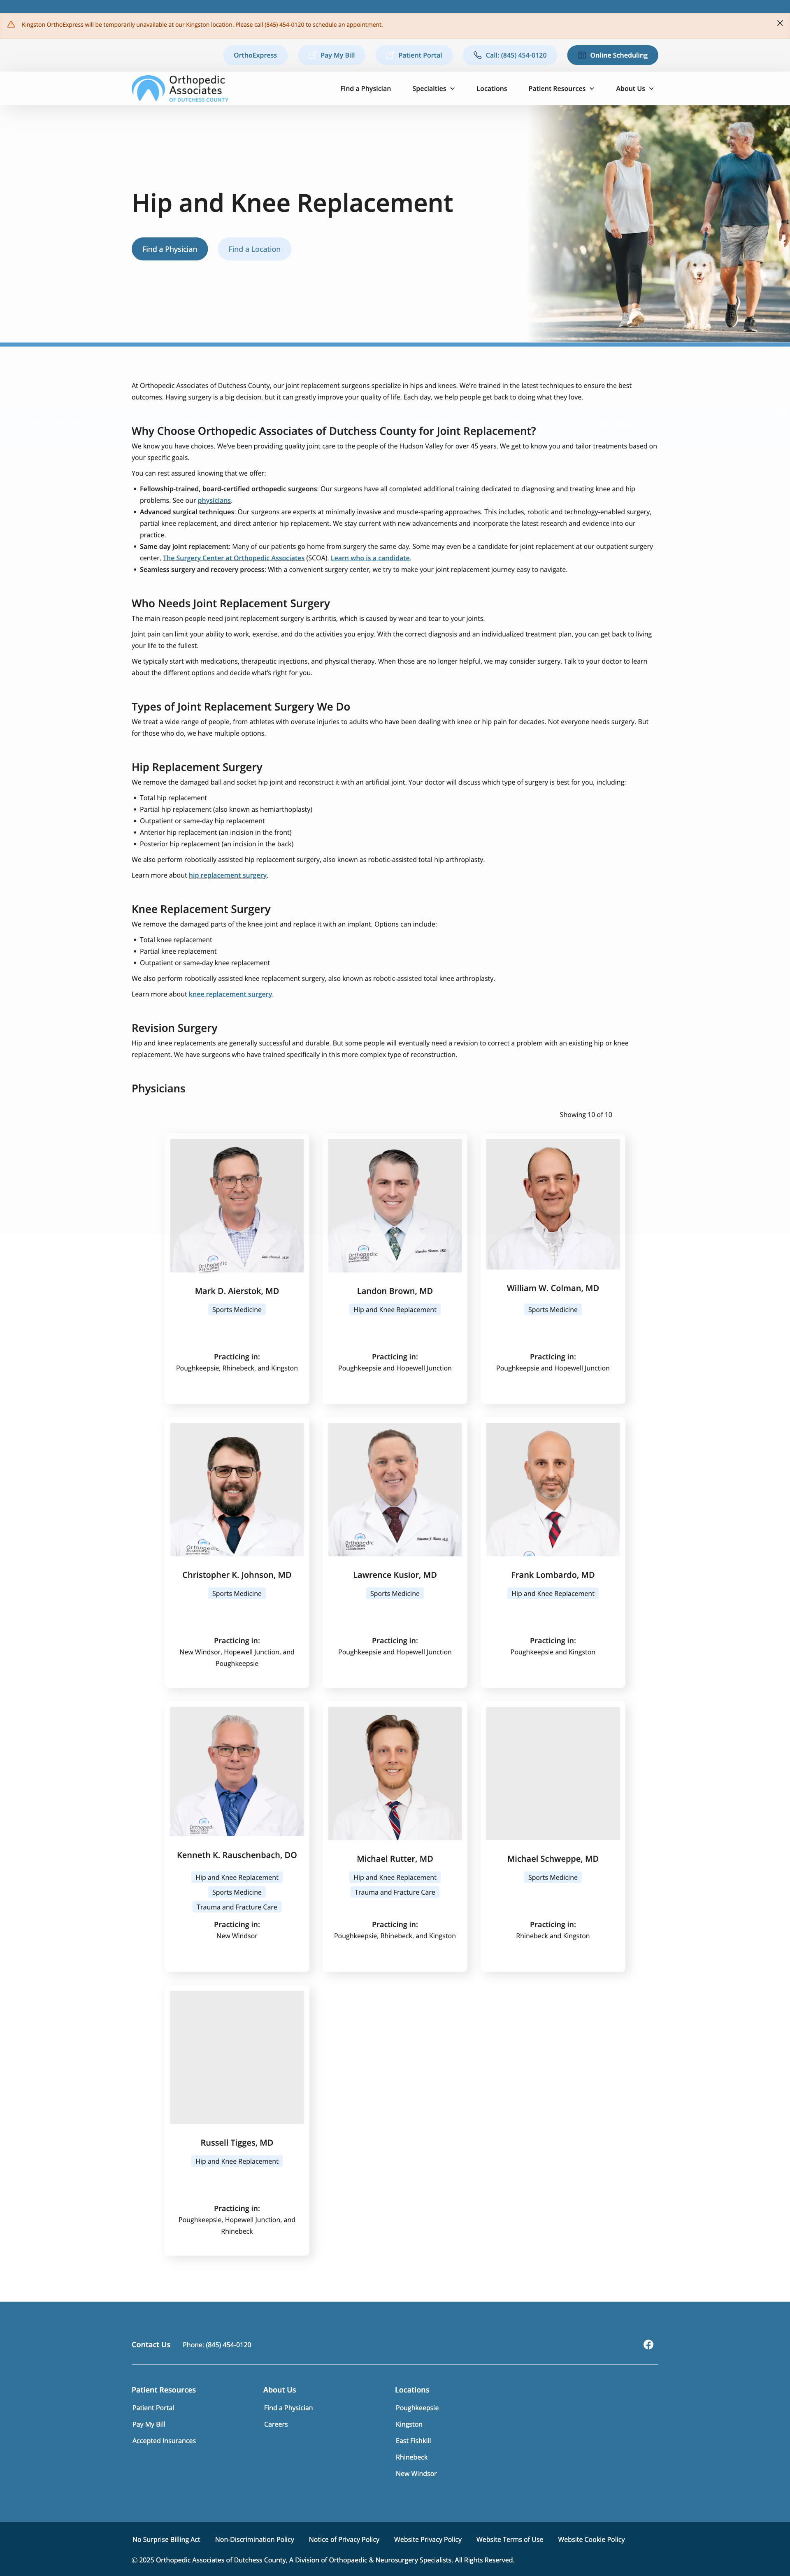 Kingston OrthoExpress will be temporarily unavailable at our Kingston location. Please call (845) 454-0120 to schedule an appointment.
OrthoExpress
Pay My Bill
Patient Portal
Call: (845) 454-0120
Online Scheduling
Orthopedic
Associates
OF DUTCHESS COUNTY
Find a Physician
Specialties
Locations
Patient Resources
About Us
Hip and Knee Replacement
Find a Physician
Find a Location
At Orthopedic Associates of Dutchess County, our joint replacement surgeons specialize in hips and knees. We're trained in the latest techniques to ensure the best
outcomes. Having surgery is a big decision, but it can greatly improve your quality of life. Each day, we help people get back to doing what they love.
Why Choose Orthopedic Associates of Dutchess County for Joint Replacement?
We know you have choices. We've been providing quality joint care to the people of the Hudson Valley for over 45 years. We get to know you and tailor treatments based on
your specific goals.
You can rest assured knowing that we offer:
• Fellowship-trained, board-certified orthopedic surgeons: Our surgeons have all completed additional training dedicated to diagnosing and treating knee and hip
problems. See our physicians.
• Advanced surgical techniques: Our surgeons are experts at minimally invasive and muscle-sparing approaches. This includes, robotic and technology-enabled surgery,
partial knee replacement, and direct anterior hip replacement. We stay current with new advancements and incorporate the latest research and evidence into our
practice.
• Same day joint replacement: Many of our patients go home from surgery the same day. Some may even be a candidate for joint replacement at our outpatient surgery
center, The Surgery Center at Orthopedic Associates (SCOA). Learn who is a candidate.
• Seamless surgery and recovery process: With a convenient surgery center, we try to make your joint replacement journey easy to navigate.
Who Needs Joint Replacement Surgery
The main reason people need joint replacement surgery is arthritis, which is caused by wear and tear to your joints.
Joint pain can limit your ability to work, exercise, and do the activities you enjoy. With the correct diagnosis and an individualized treatment plan, you can get back to living
your life to the fullest.
We typically start with medications, therapeutic injections, and physical therapy. When those are no longer helpful, we may consider surgery. Talk to your doctor to learn
about the different options and decide what's right for you.
Types of Joint Replacement Surgery We Do
We treat a wide range of people, from athletes with overuse injuries to adults who have been dealing with knee or hip pain for decades. Not everyone needs surgery. But
for those who do, we have multiple options.
Hip Replacement Surgery
We remove the damaged ball and socket hip joint and reconstruct it with an artificial joint. Your doctor will discuss which type of surgery is best for you, including:
• Total hip replacement
• Partial hip replacement (also known as hemiarthoplasty)
• Outpatient or same-day hip replacement
• Anterior hip replacement (an incision in the front)
• Posterior hip replacement (an incision in the back)
We also perform robotically assisted hip replacement surgery, also known as robotic-assisted total hip arthroplasty.
Learn more about hip replacement surgery.
Knee Replacement Surgery
We remove the damaged parts of the knee joint and replace it with an implant. Options can include:
• Total knee replacement
• Partial knee replacement
• Outpatient or same-day knee replacement
We also perform robotically assisted knee replacement surgery, also known as robotic-assisted total knee arthroplasty.
Learn more about knee replacement surgery.
Revision Surgery
Hip and knee replacements are generally successful and durable. But some people will eventually need a revision to correct a problem with an existing hip or knee
replacement. We have surgeons who have trained specifically in this more complex type of reconstruction.
Physicians
Showing 10 of 10
Mark D. Aierstok, MD
Sports Medicine
Practicing in:
Poughkeepsie, Rhinebeck, and Kingston
Landon Brown, MD
Hip and Knee Replacement
Practicing in:
Poughkeepsie and Hopewell Junction
William W. Colman, MD
Sports Medicine
Practicing in:
Poughkeepsie and Hopewell Junction
Christopher K. Johnson, MD
Sports Medicine
Practicing in:
New Windsor, Hopewell Junction, and
Poughkeepsie
Lawrence Kusior, MD
Sports Medicine
Practicing in:
Poughkeepsie and Hopewell Junction
Frank Lombardo, MD
Hip and Knee Replacement
Practicing in:
Poughkeepsie and Kingston
Kenneth K. Rauschenbach, DO
Hip and Knee Replacement
Sports Medicine
Trauma and Fracture Care
Practicing in:
New Windsor
Michael Rutter, MD
Hip and Knee Replacement
Trauma and Fracture Care
Practicing in:
Poughkeepsie, Rhinebeck, and Kingston
Michael Schweppe, MD
Sports Medicine
Practicing in:
Rhinebeck and Kingston
Russell Tigges, MD
Hip and Knee Replacement
Practicing in:
Poughkeepsie, Hopewell Junction, and
Rhinebeck
Contact Us
Phone: (845) 454-0120
Patient Resources
Patient Portal
Pay My Bill
Accepted Insurances
About Us
Find a Physician
Careers
Locations
Poughkeepsie
Kingston
East Fishkill
Rhinebeck
New Windsor
No Surprise Billing Act
Non-Discrimination Policy
Notice of Privacy Policy
Website Privacy Policy
Website Terms of Use
Website Cookie Policy
© 2025 Orthopedic Associates of Dutchess County, A Division of Orthopaedic & Neurosurgery Specialists. All Rights Reserved.